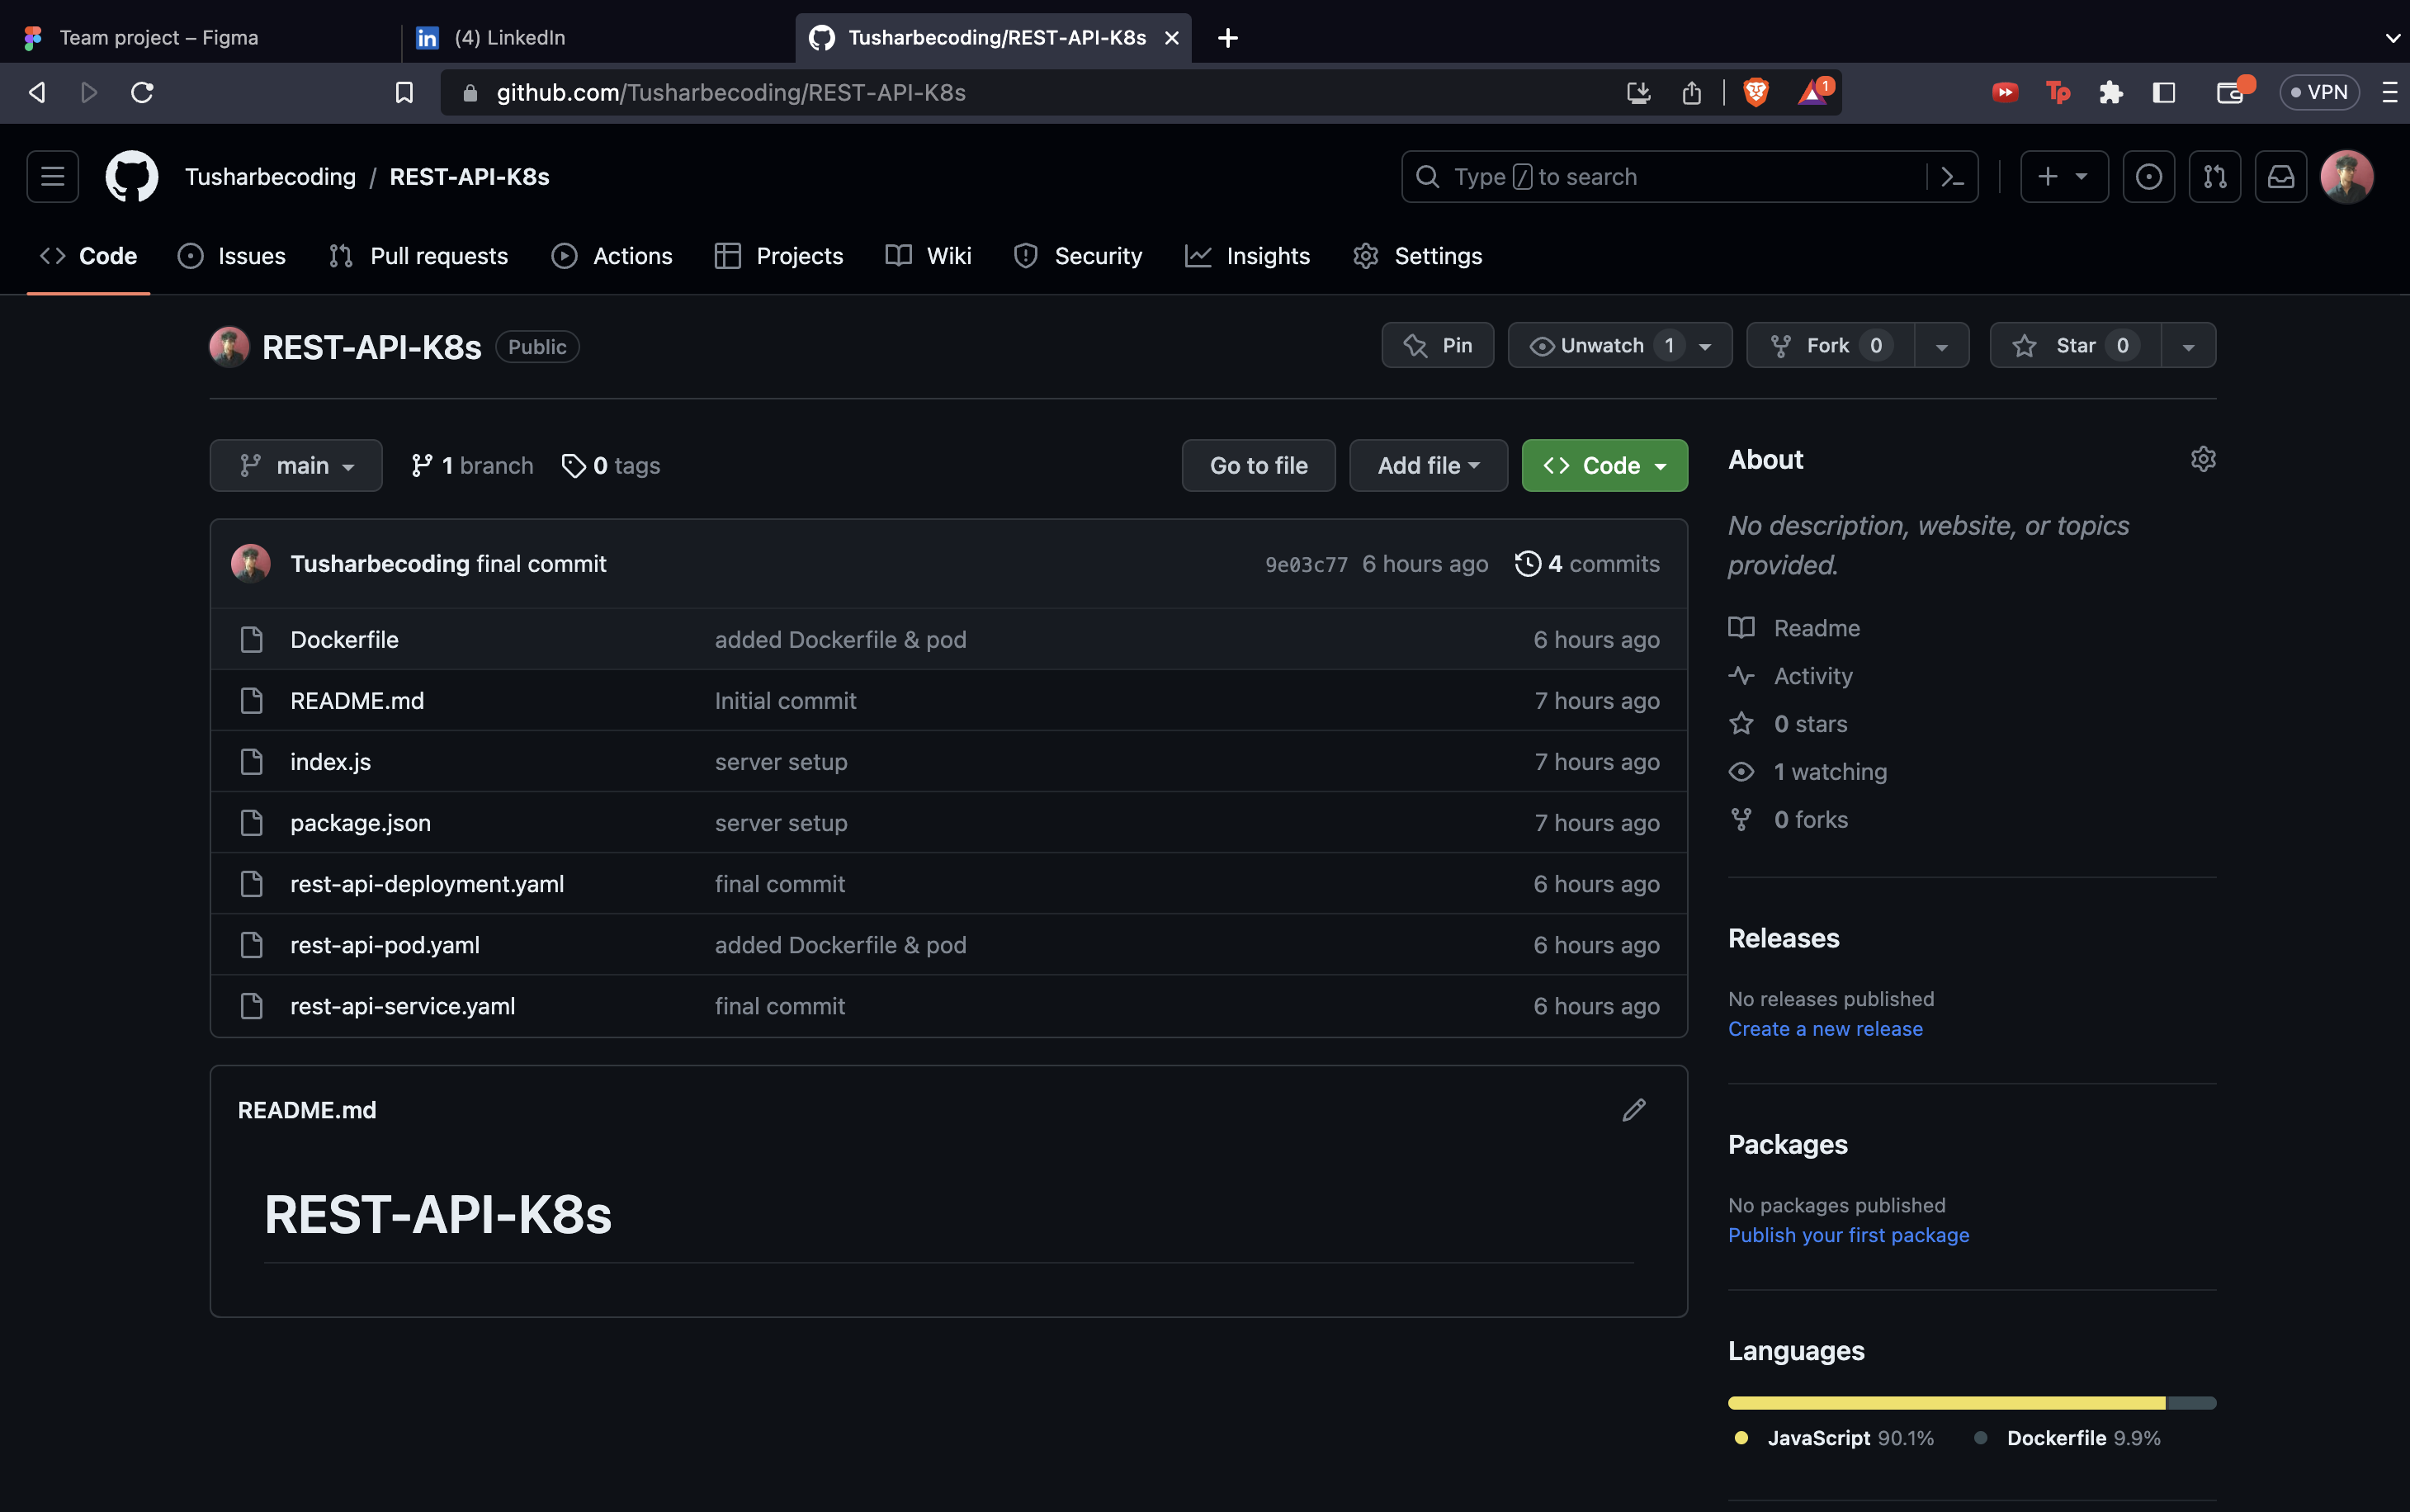 Team project – Figma
in (4) LinkedIn
Tusharbecoding/REST-API-K8s
github.com/Tusharbecoding/REST-API-K8s
1
Tp
VPN
Tusharbecoding / REST-API-K8s
Type / to search
Code
Issues
Pull requests
Actions
Projects
Wiki
Security
Insights
Settings
REST-API-K8s Public
Pin
Unwatch 1
Fork 0
Star 0
main
1 branch
0 tags
Go to file
Add file
Code
Tusharbecoding final commit 9e03c77 6 hours ago 4 commits
Dockerfile added Dockerfile & pod 6 hours ago
README.md Initial commit 7 hours ago
index.js server setup 7 hours ago
package.json server setup 7 hours ago
rest-api-deployment.yaml final commit 6 hours ago
rest-api-pod.yaml added Dockerfile & pod 6 hours ago
rest-api-service.yaml final commit 6 hours ago
README.md
REST-API-K8s
About
No description, website, or topics
provided.
Readme
Activity
0 stars
1 watching
0 forks
Releases
No releases published
Create a new release
Packages
No packages published
Publish your first package
Languages
JavaScript 90.1% Dockerfile 9.9%